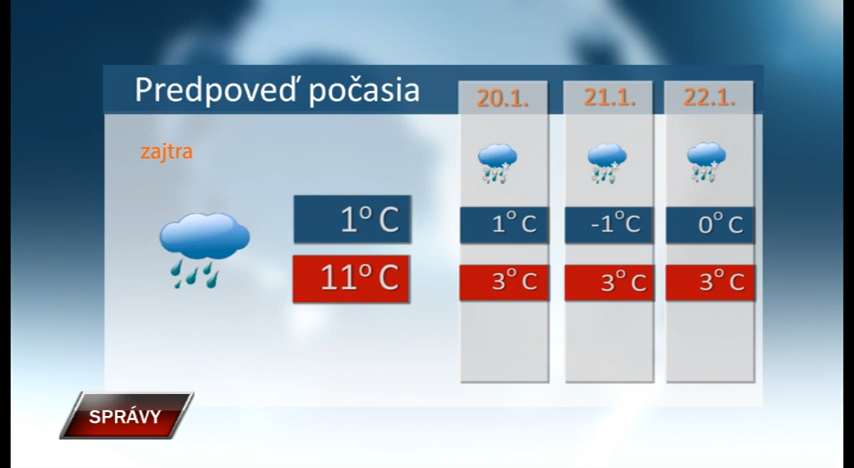 Predpoveď počasia
zajtra
1° C
11° C
20.1. 21.1. 22.1.
1° C -1°C 0° C
3° C 3° C 3° C
SPRÁVY